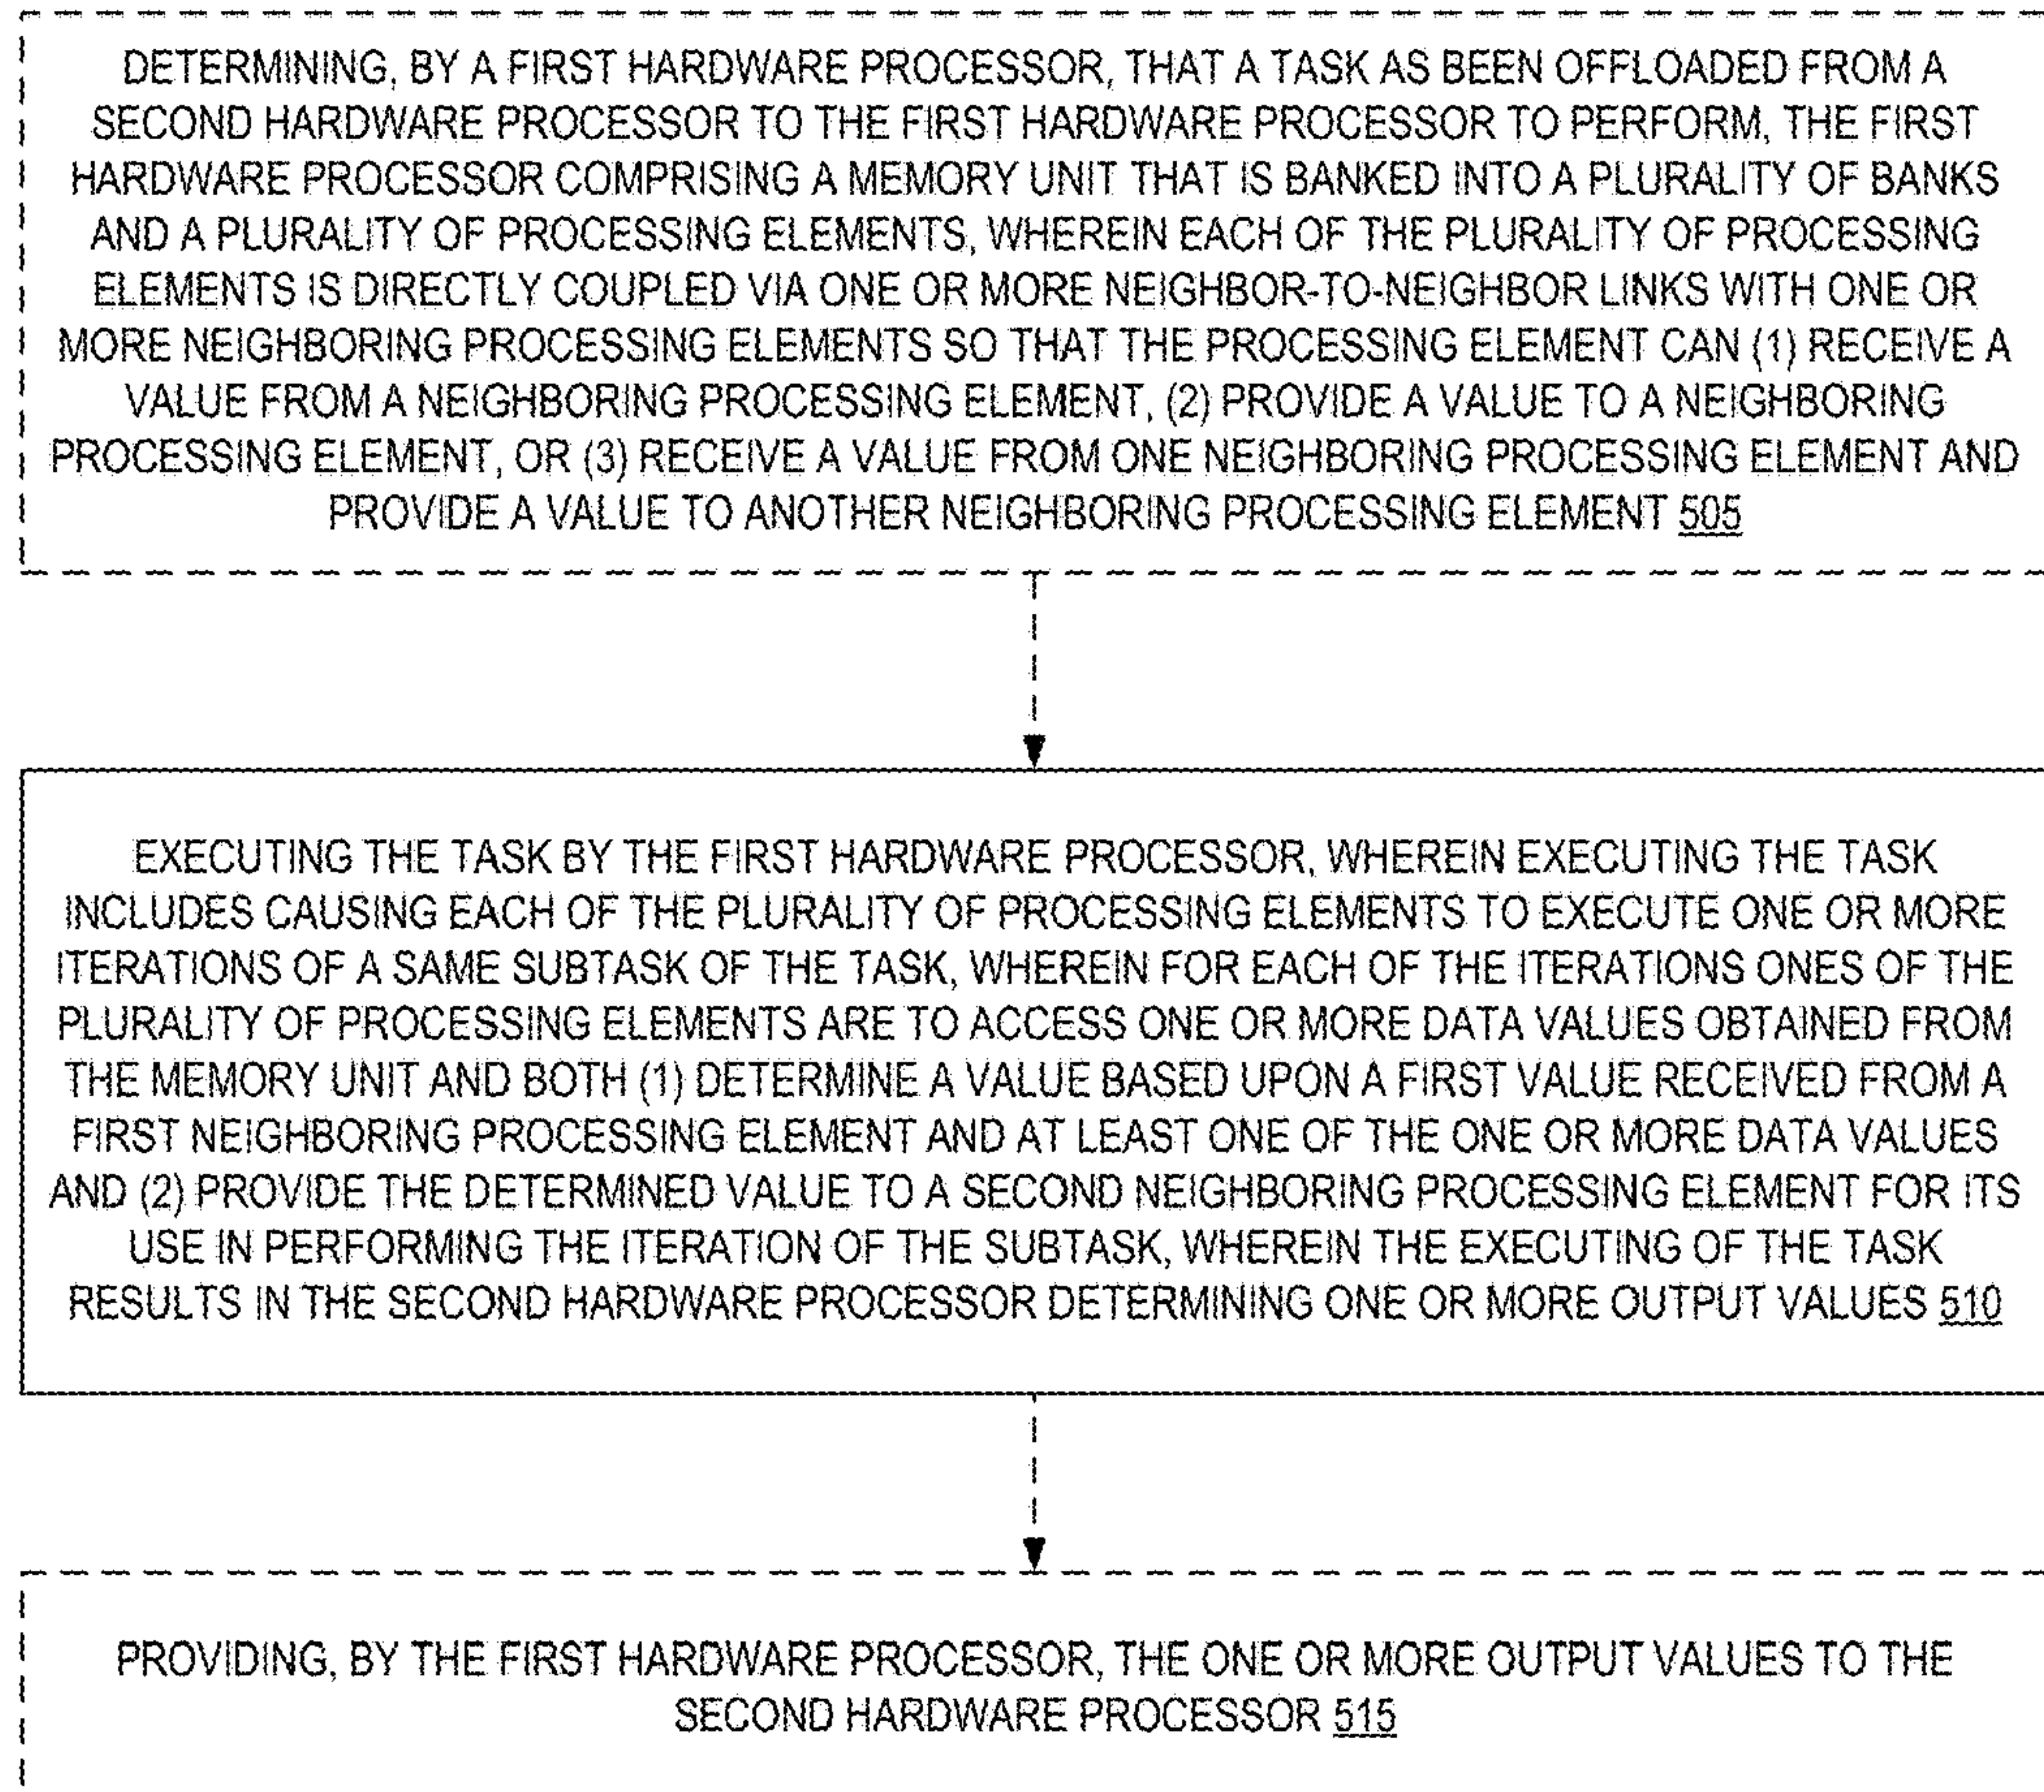 DETERMINING, BY A FIRST HARDWARE PROCESSOR, THAT A TASK AS BEEN OFFLOADED FROM A
SECOND HARDWARE PROCESSOR TO THE FIRST HARDWARE PROCESSOR TO PERFORM, THE FIRST
HARDWARE PROCESSOR COMPRISING A MEMORY UNIT THAT IS BANKED INTO A PLURALITY OF BANKS
AND A PLURALITY OF PROCESSING ELEMENTS, WHEREIN EACH OF THE PLURALITY OF PROCESSING
ELEMENTS IS DIRECTLY COUPLED VIA ONE OR MORE NEIGHBOR-TO-NEIGHBOR LINKS WITH ONE OR
MORE NEIGHBORING PROCESSING ELEMENTS SO THAT THE PROCESSING ELEMENT CAN (1) RECEIVE A
VALUE FROM A NEIGHBORING PROCESSING ELEMENT, (2) PROVIDE A VALUE TO A NEIGHBORING
PROCESSING ELEMENT, OR (3) RECEIVE A VALUE FROM ONE NEIGHBORING PROCESSING ELEMENT AND
PROVIDE A VALUE TO ANOTHER NEIGHBORING PROCESSING ELEMENT 505
EXECUTING THE TASK BY THE FIRST HARDWARE PROCESSOR, WHEREIN EXECUTING THE TASK
INCLUDES CAUSING EACH OF THE PLURALITY OF PROCESSING ELEMENTS TO EXECUTE ONE OR MORE
ITERATIONS OF A SAME SUBTASK OF THE TASK, WHEREIN FOR EACH OF THE ITERATIONS ONES OF THE
PLURALITY OF PROCESSING ELEMENTS ARE TO ACCESS ONE OR MORE DATA VALUES OBTAINED FROM
THE MEMORY UNIT AND BOTH (1) DETERMINE A VALUE BASED UPON A FIRST VALUE RECEIVED FROM A
FIRST NEIGHBORING PROCESSING ELEMENT AND AT LEAST ONE OF THE ONE OR MORE DATA VALUES
AND (2) PROVIDE THE DETERMINED VALUE TO A SECOND NEIGHBORING PROCESSING ELEMENT FOR ITS
USE IN PERFORMING THE ITERATION OF THE SUBTASK, WHEREIN THE EXECUTING OF THE TASK
RESULTS IN THE SECOND HARDWARE PROCESSOR DETERMINING ONE OR MORE OUTPUT VALUES 510
PROVIDING, BY THE FIRST HARDWARE PROCESSOR, THE ONE OR MORE OUTPUT VALUES TO THE
SECOND HARDWARE PROCESSOR 515